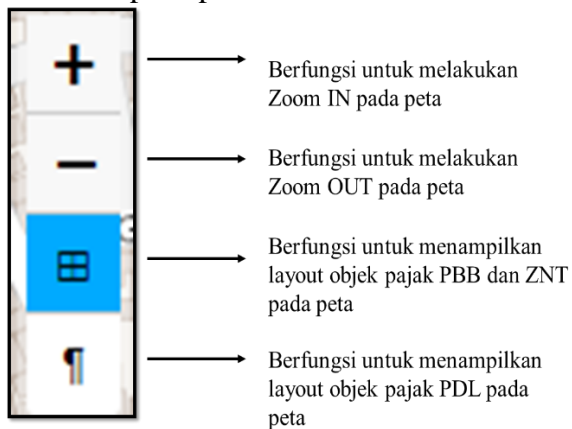 +
Berfungsi untuk melakukan
Zoom IN pada peta
−
Berfungsi untuk melakukan
Zoom OUT pada peta
Berfungsi untuk menampilkan
layout objek pajak PBB dan ZNT
pada peta
¶
Berfungsi untuk menampilkan
layout objek pajak PDL pada
peta